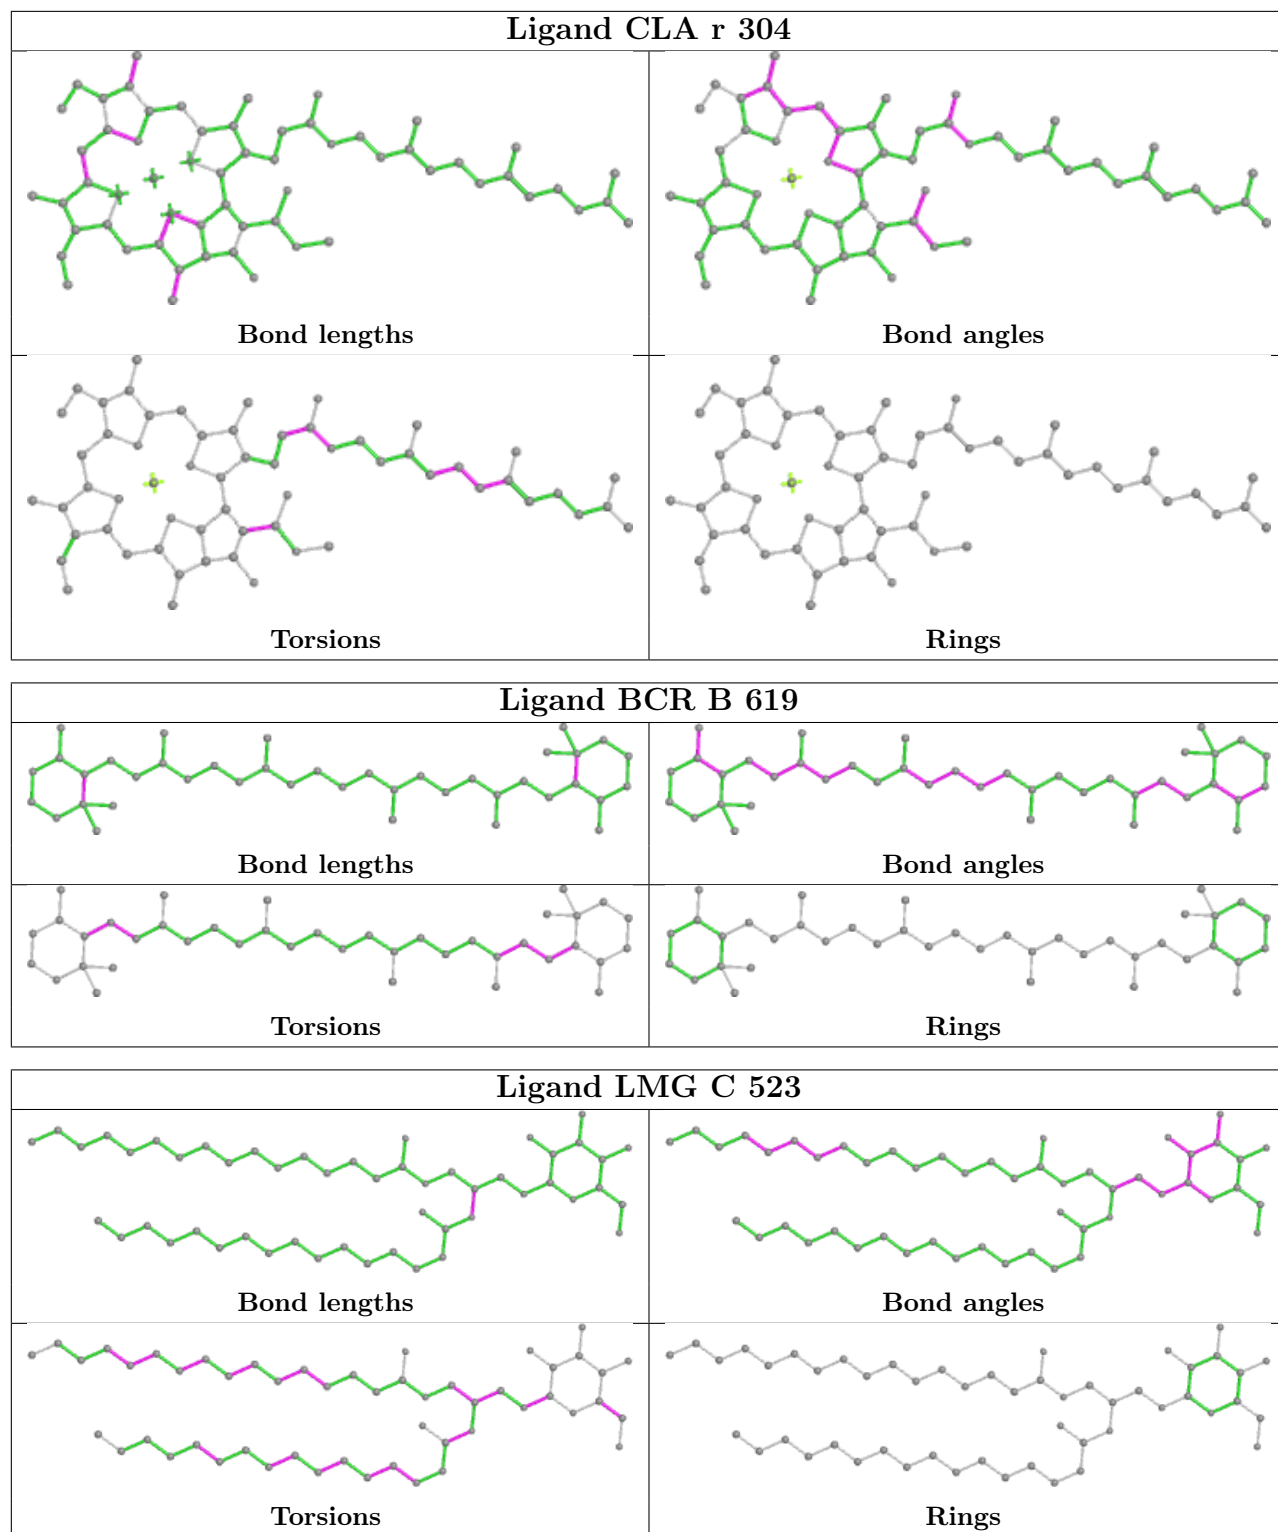 Ligand CLA r 304
Bond lengths
Bond angles
Torsions
Rings
Ligand BCR B 619
Bond lengths
Bond angles
Torsions
Rings
Ligand LMG C 523
Bond lengths
Bond angles
Torsions
Rings